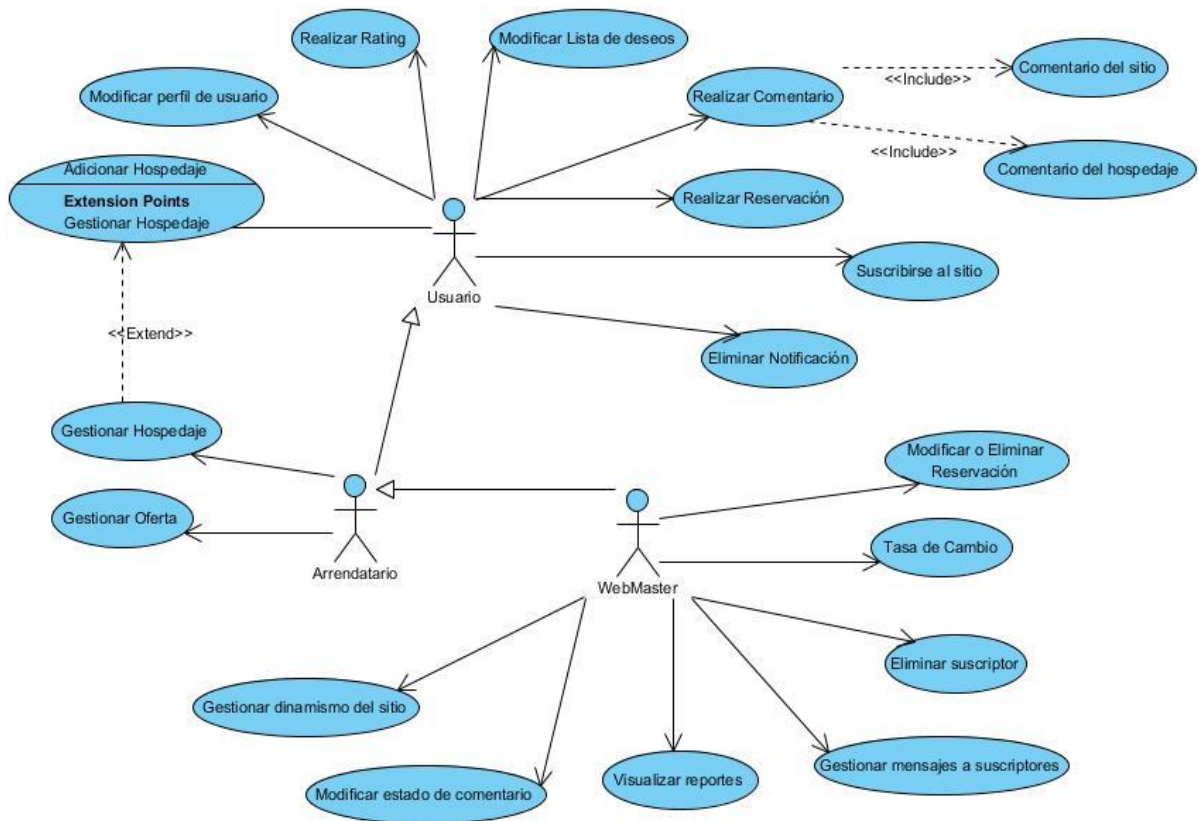 Realizar Rating
Modificar Lista de deseos
Comentario del sitio
<<Include>>
Modificar perfil de usuario
Realizar Comentario
<<Include>>
Comentario del hospedaje
Adicionar Hospedaje
Extension Points
Gestionar Hospedaje
Realizar Reservación
Suscribirse al sitio
Usuario
<<Extend>>
Eliminar Notificación
Gestionar Hospedaje
Modificar o Eliminar
Reservación
Gestionar Oferta
Tasa de Cambio
Arrendatario
WebMaster
Eliminar suscriptor
Gestionar dinamismo del sitio
Gestionar mensajes a suscriptores
Visualizar reportes
Modificar estado de comentario